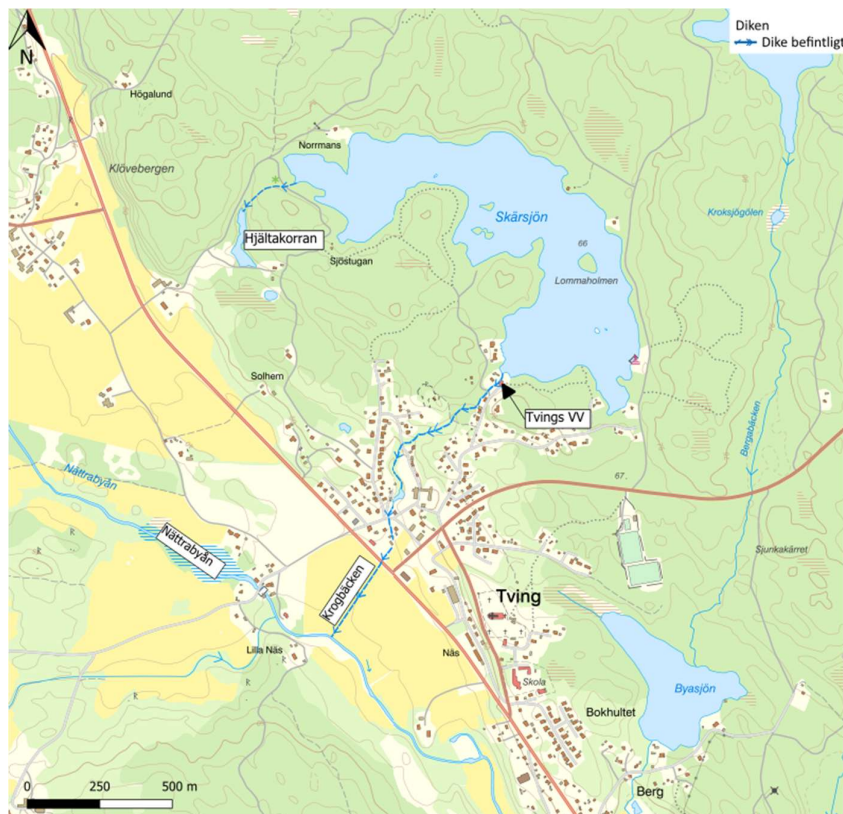 Diken
Dike befintligt
N
Högalund
Norrmans
Klövebergen
Skärsjön
Kroksjögölen
Hjältakorran
66
Sjöstugan
Lommaholmen
Solhem
Tvings VV
Bergabäcken
67
Nättrabyån
Nättrabyån
Sjunkakärret
Krogbäcken
Tving
Lilla Näs
Näs
Skola
Byasjön
Bokhultet
Berg
0 250 500 m
R
R
R
R
R
R